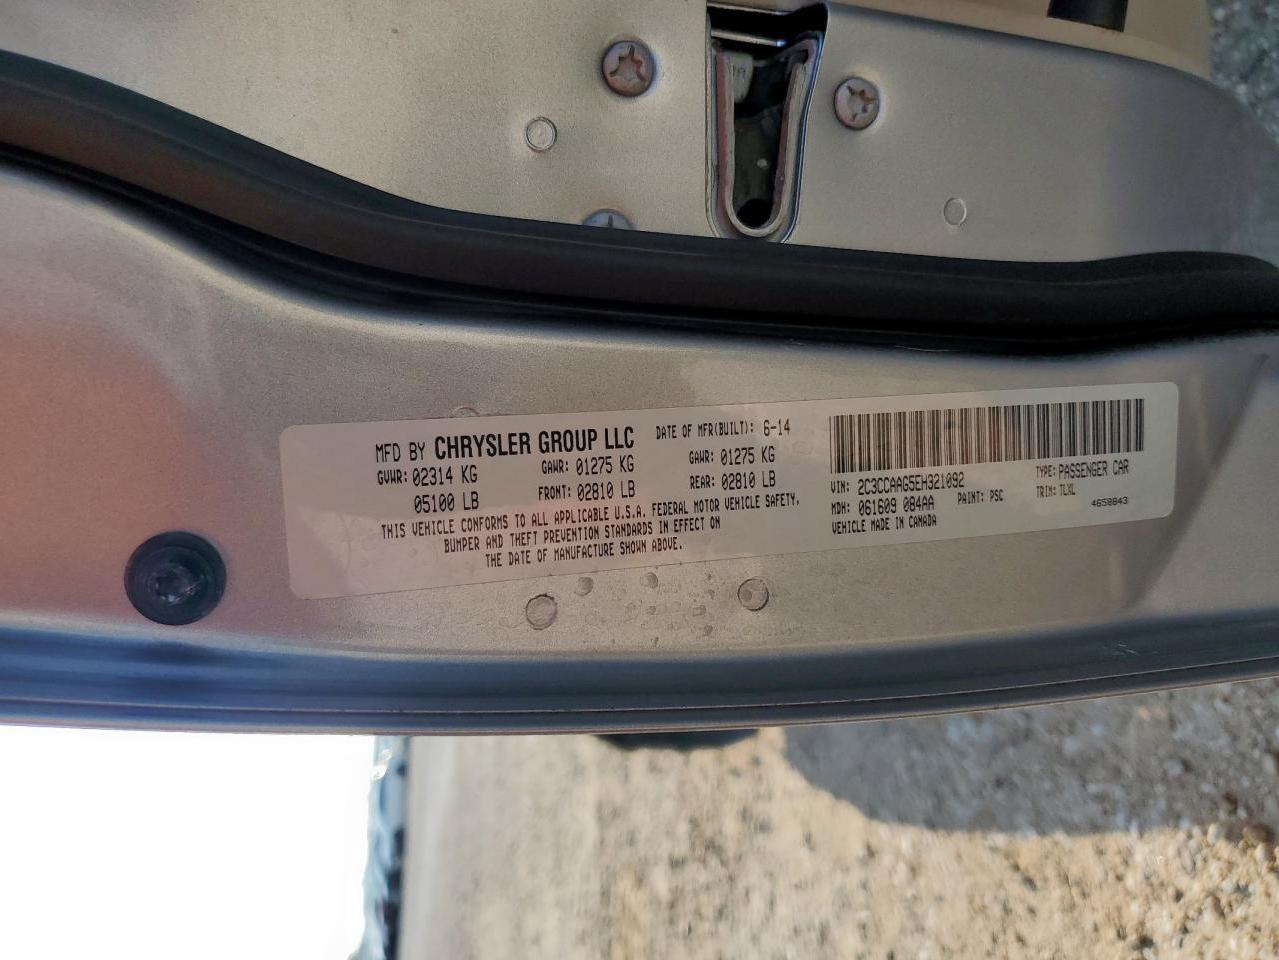 MFD BY CHRYSLER GROUP LLC DATE OF MFR(BUILT): 6-14
GVWR: 02314 KG GAWR: 01275 KG GAWR: 01275 KG
05100 LB FRONT: 02810 LB REAR: 02810 LB
THIS VEHICLE CONFORMS TO ALL APPLICABLE U.S.A. FEDERAL MOTOR VEHICLE SAFETY,
BUMPER AND THEFT PREVENTION STANDARDS IN EFFECT ON
THE DATE OF MANUFACTURE SHOWN ABOVE.
VIN: 2C3CCAAG5EH321092 TYPE: PASSENGER CAR
MDH: 061609 084AA PAINT: PSC TRIM: TLXL
VEHICLE MADE IN CANADA 4658843